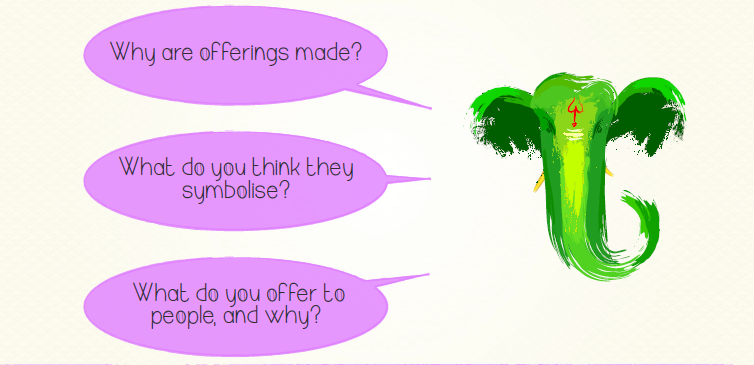 Why are offerings made?
What do you think they
symbolise?
What do you offer to
people, and why?